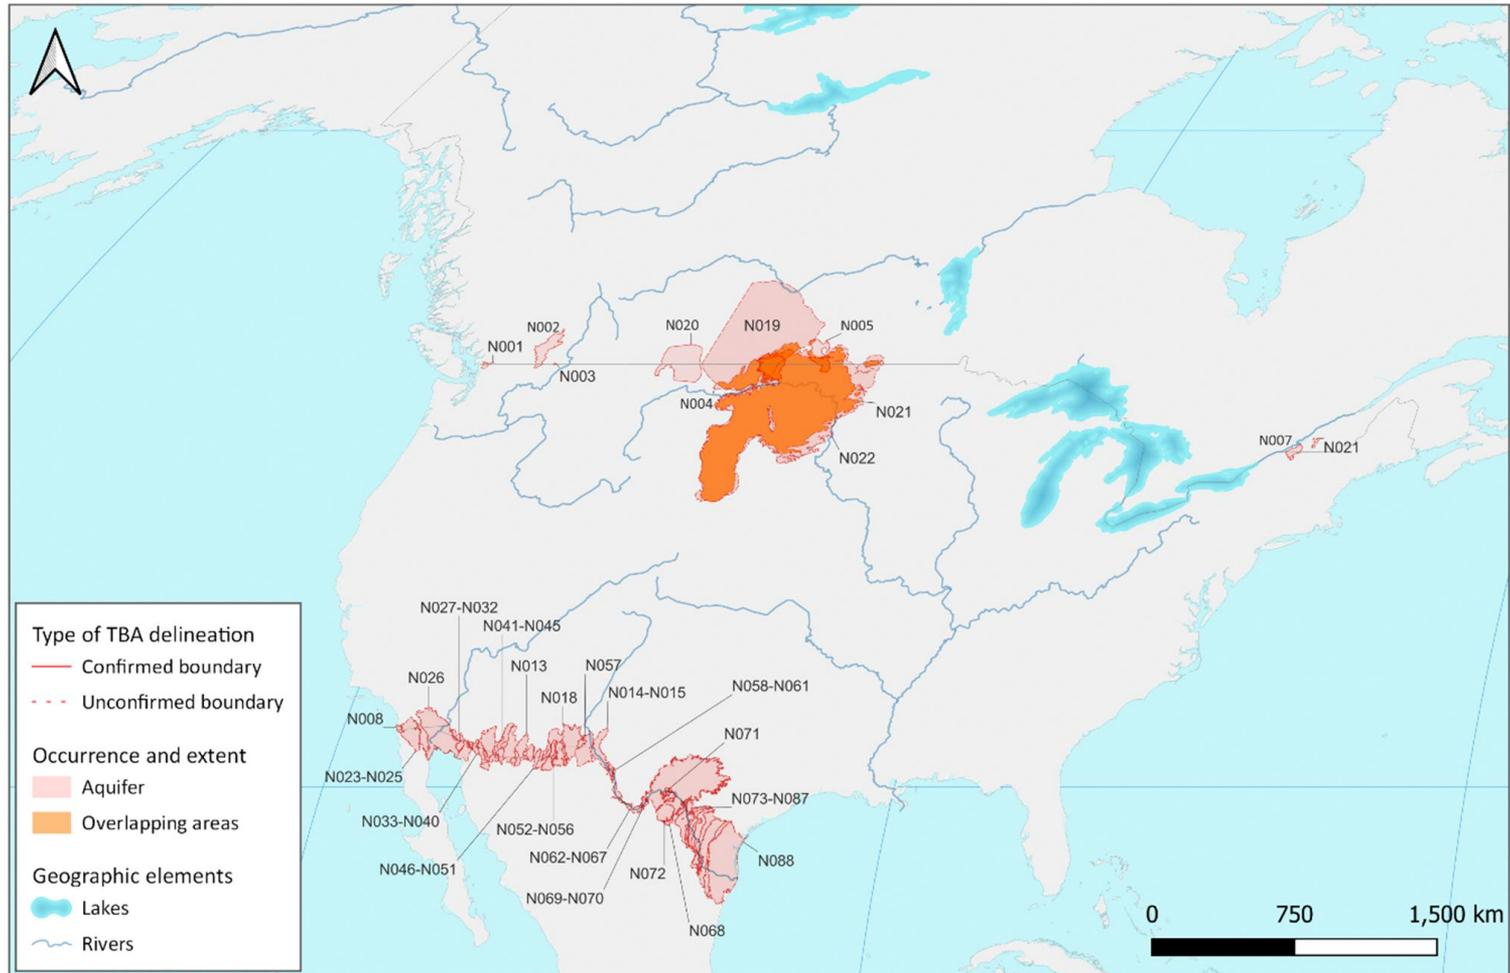 N002
N001
N003
N020
N019
N005
N004
N021
N022
N007
N021
N027-N032
N041-N045
N026
N013
N057
N018
N014-N015
N058-N061
N008
N071
N023-N025
N073-N087
N033-N040
N052-N056
N062-N067
N088
N046-N051
N072
N069-N070
N068
Type of TBA delineation
Confirmed boundary
Unconfirmed boundary
Occurrence and extent
Aquifer
Overlapping areas
Geographic elements
Lakes
Rivers
0 750 1,500 km